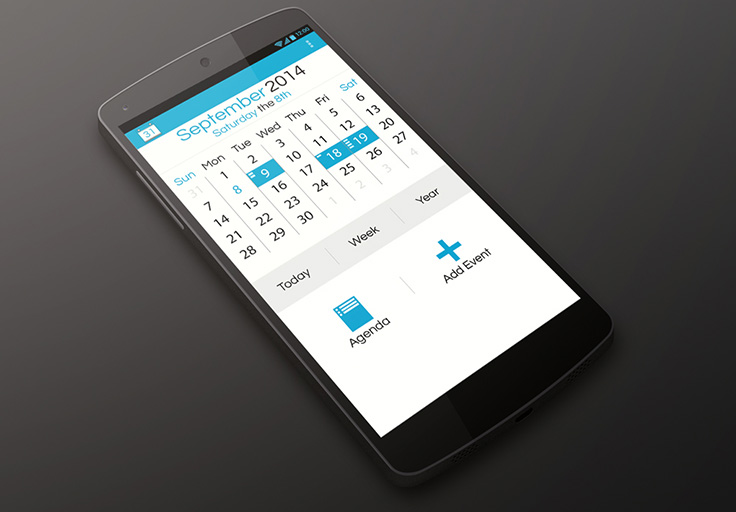 12:00
31
September 2014
Saturday the 8th
Sun Mon Tue Wed Thu Fri Sat
31 1 2 3 4 5 6
7 8 9 10 11 12 13
14 15 16 17 18 19 20
21 22 23 24 25 26 27
28 29 30 1 2 3 4
Today Week Year
Agenda Add Event